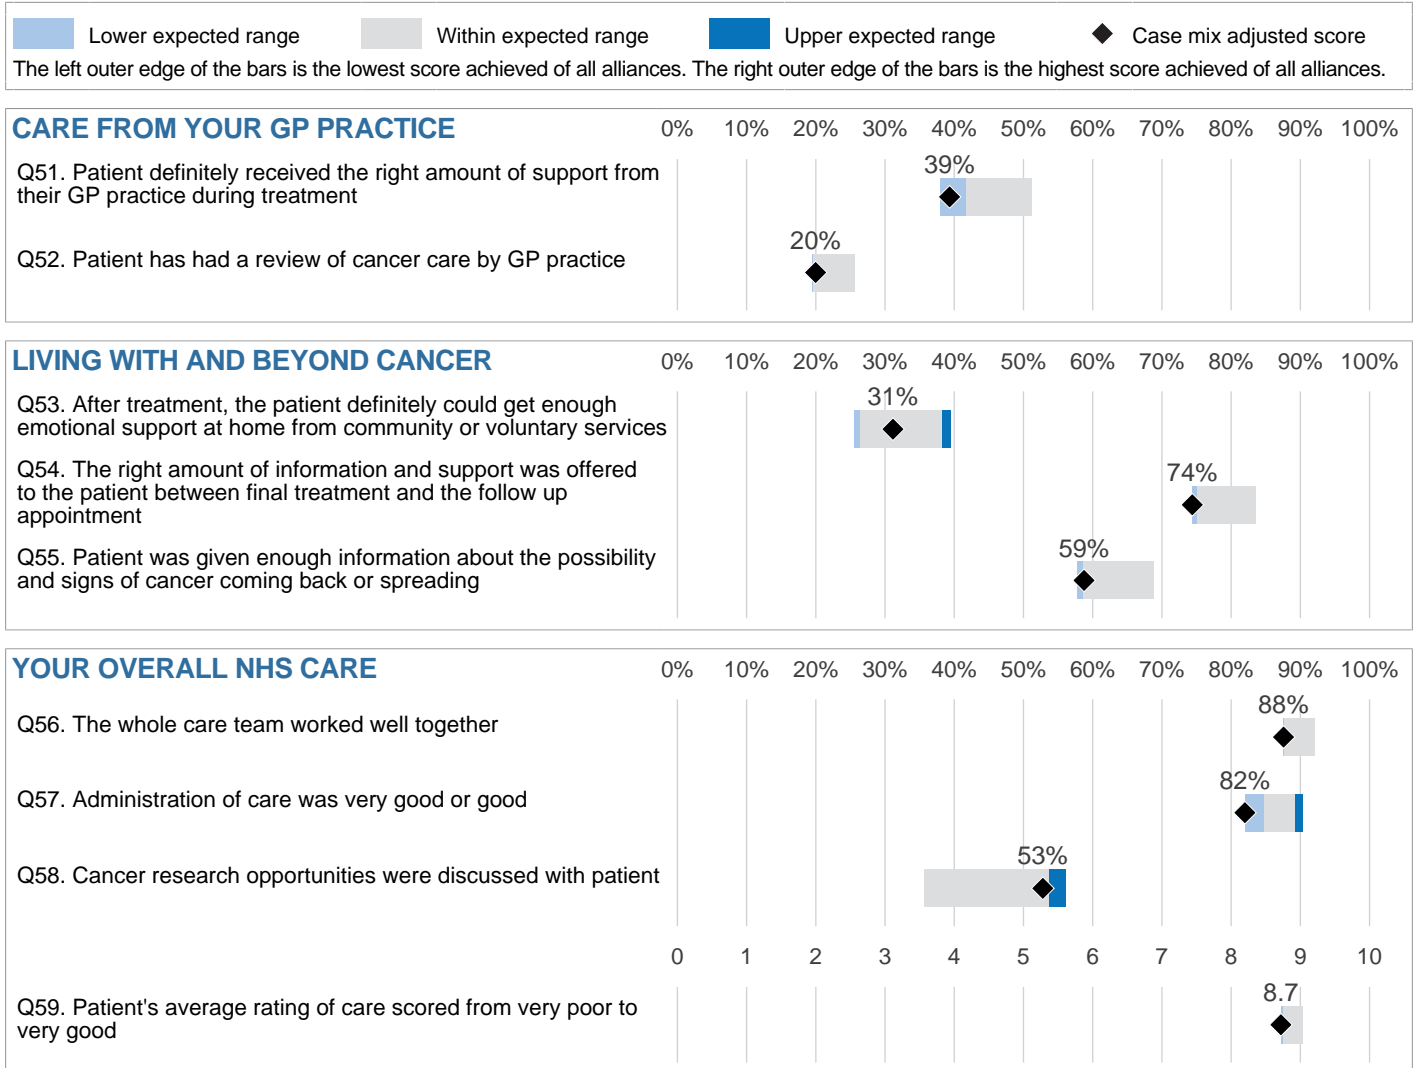 Lower expected range Within expected range Upper expected range Case mix adjusted score
The left outer edge of the bars is the lowest score achieved of all alliances. The right outer edge of the bars is the highest score achieved of all alliances.
CARE FROM YOUR GP PRACTICE 0% 10% 20% 30% 40% 50% 60% 70% 80% 90% 100%
39%
Q51. Patient definitely received the right amount of support from
their GP practice during treatment
20%
Q52. Patient has had a review of cancer care by GP practice
LIVING WITH AND BEYOND CANCER 0% 10% 20% 30% 40% 50% 60% 70% 80% 90% 100%
31%
Q53. After treatment, the patient definitely could get enough
emotional support at home from community or voluntary services
Q54. The right amount of information and support was offered 74%
to the patient between final treatment and the follow up
appointment
59%
Q55. Patient was given enough information about the possibility
and signs of cancer coming back or spreading
YOUR OVERALL NHS CARE 0% 10% 20% 30% 40% 50% 60% 70% 80% 90% 100%
88%
Q56. The whole care team worked well together
82%
Q57. Administration of care was very good or good
53%
Q58. Cancer research opportunities were discussed with patient
0 1 2 3 4 5 6 7 8 9 10
8.7
Q59. Patient's average rating of care scored from very poor to
very good